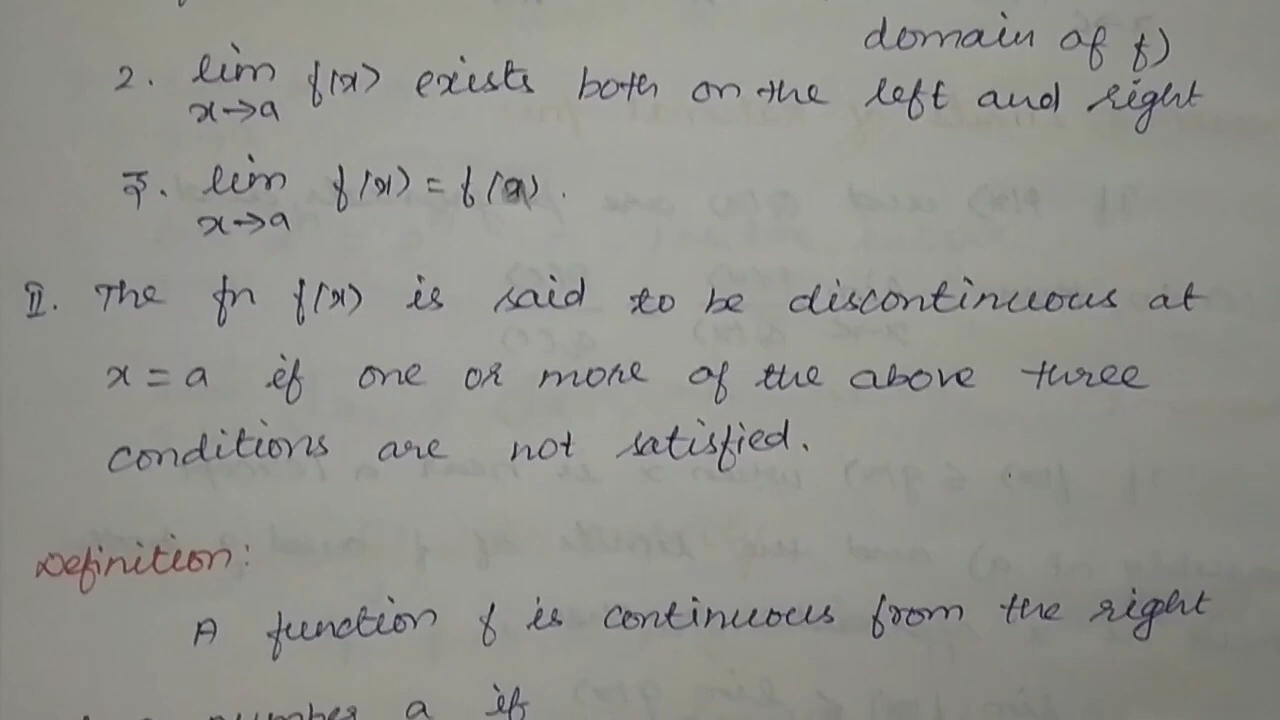 domain of f)
2. lim f(x) exists both on the left and right
x→a
3. lim f(x) = f(a).
x→a
II. The fn f(x) is said to be discontinuous at
x = a if one or more of the above three
conditions are not satisfied.
Definition:
A function f is continuous from the right
number a if